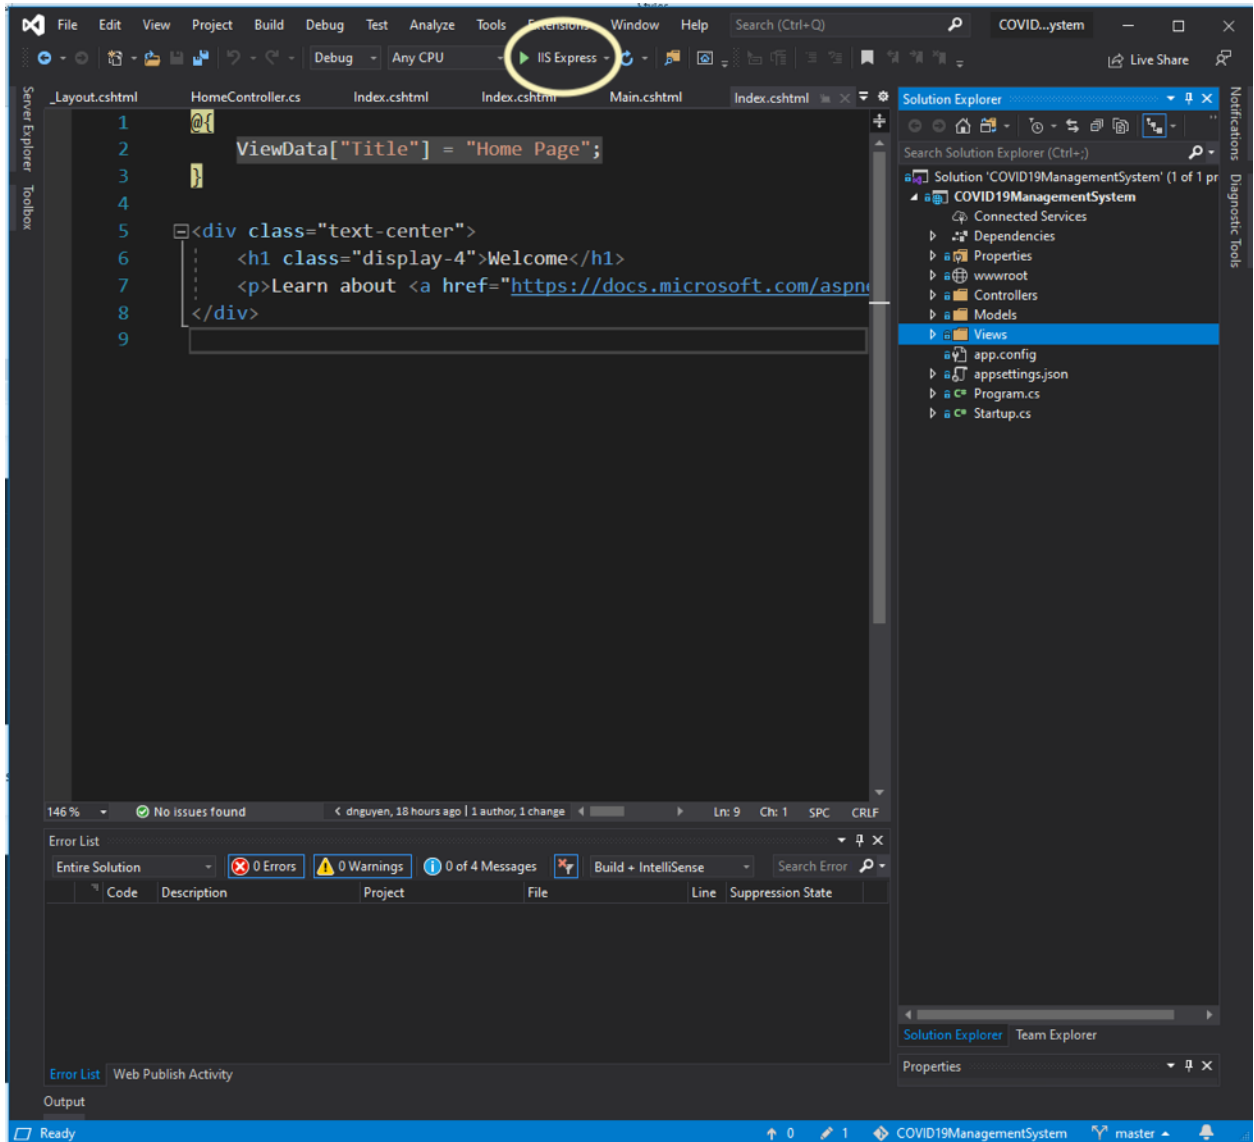 File Edit View Project Build Debug Test Analyze Tools Extensions Window Help Search (Ctrl+Q) COVID...ystem
Debug Any CPU IIS Express Live Share
Server Explorer
Toolbox
_Layout.cshtml HomeController.cs Index.cshtml Index.cshtml Main.cshtml Index.cshtml
1 @{
2 ViewData["Title"] = "Home Page";
3 }
4
5 <div class="text-center">
6 <h1 class="display-4">Welcome</h1>
7 <p>Learn about <a href="https://docs.microsoft.com/aspn
8 </div>
9
146 % No issues found dnguyen, 18 hours ago | 1 author, 1 change Ln: 9 Ch: 1 SPC CRLF
Error List
Entire Solution 0 Errors 0 Warnings 0 of 4 Messages Build + IntelliSense Search Error
Code Description Project File Line Suppression State
Error List Web Publish Activity
Output
Solution Explorer
Search Solution Explorer (Ctrl+;)
Solution 'COVID19ManagementSystem' (1 of 1 pr
COVID19ManagementSystem
Connected Services
Dependencies
Properties
wwwroot
Controllers
Models
Views
app.config
appsettings.json
C# Program.cs
C# Startup.cs
Solution Explorer Team Explorer
Properties
Notifications
Diagnostic Tools
Ready 0 1 COVID19ManagementSystem master